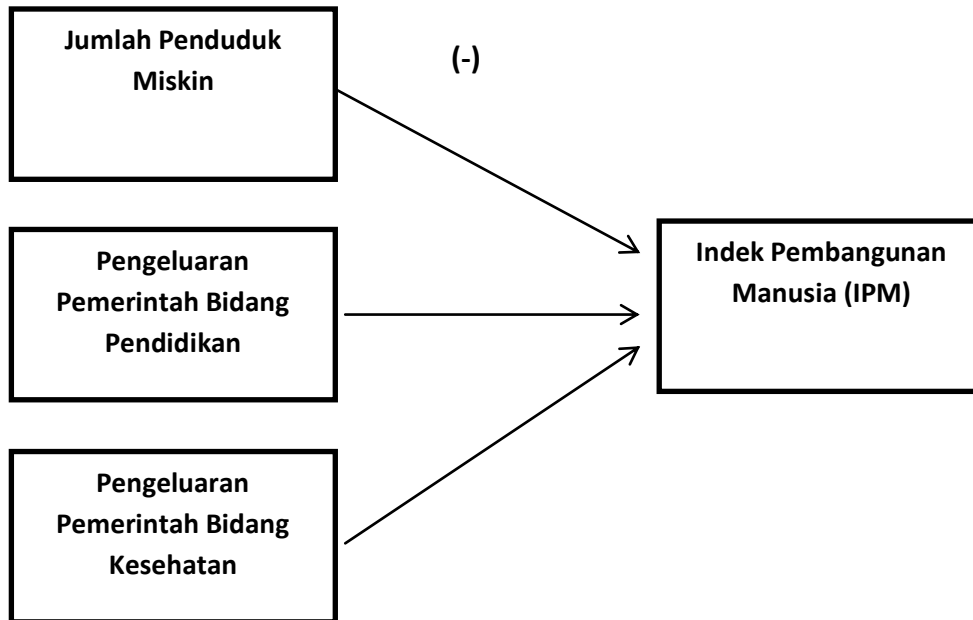 Jumlah Penduduk
Miskin
(-)
Pengeluaran
Pemerintah Bidang
Pendidikan
Indek Pembangunan
Manusia (IPM)
Pengeluaran
Pemerintah Bidang
Kesehatan